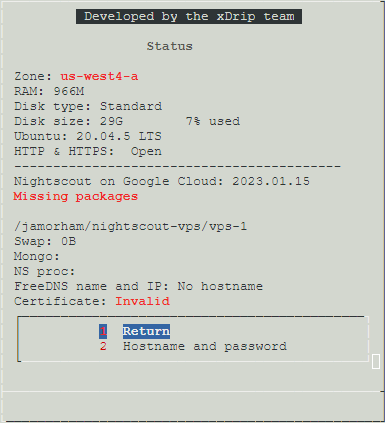 Developed by the xDrip team
Status
Zone: us-west4-a
RAM: 966M
Disk type: Standard
Disk size: 29G 7% used
Ubuntu: 20.04.5 LTS
HTTP & HTTPS: Open
--------------------------------------
Nightscout on Google Cloud: 2023.01.15
Missing packages
/jamorham/nightscout-vps/vps-1
Swap: 0B
Mongo:
NS proc:
FreeDNS name and IP: No hostname
Certificate: Invalid
1 Return
2 Hostname and password